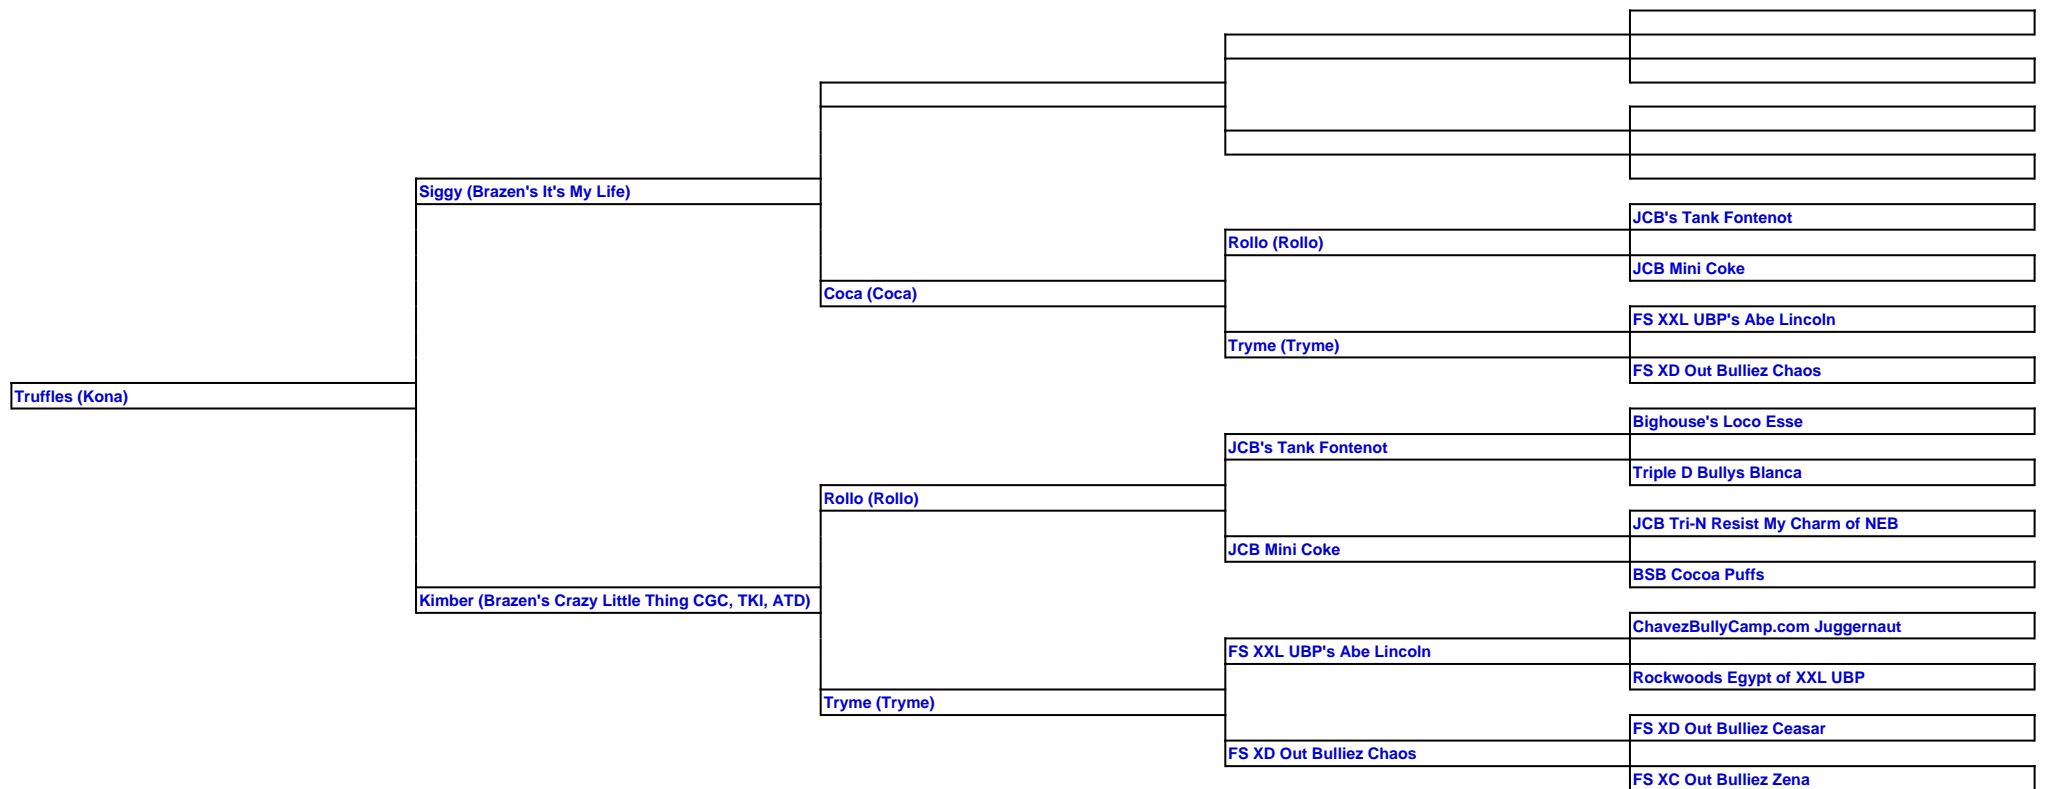 Siggy (Brazen's It's My Life)
JCB's Tank Fontenot
Rollo (Rollo)
JCB Mini Coke
Coca (Coca)
FS XXL UBP's Abe Lincoln
Tryme (Tryme)
FS XD Out Bulliez Chaos
Truffles (Kona)
Bighouse's Loco Esse
JCB's Tank Fontenot
Triple D Bullys Blanca
Rollo (Rollo)
JCB Tri-N Resist My Charm of NEB
JCB Mini Coke
BSB Cocoa Puffs
Kimber (Brazen's Crazy Little Thing CGC, TKI, ATD)
ChavezBullyCamp.com Juggernaut
FS XXL UBP's Abe Lincoln
Rockwoods Egypt of XXL UBP
Tryme (Tryme)
FS XD Out Bulliez Ceasar
FS XD Out Bulliez Chaos
FS XC Out Bulliez Zena